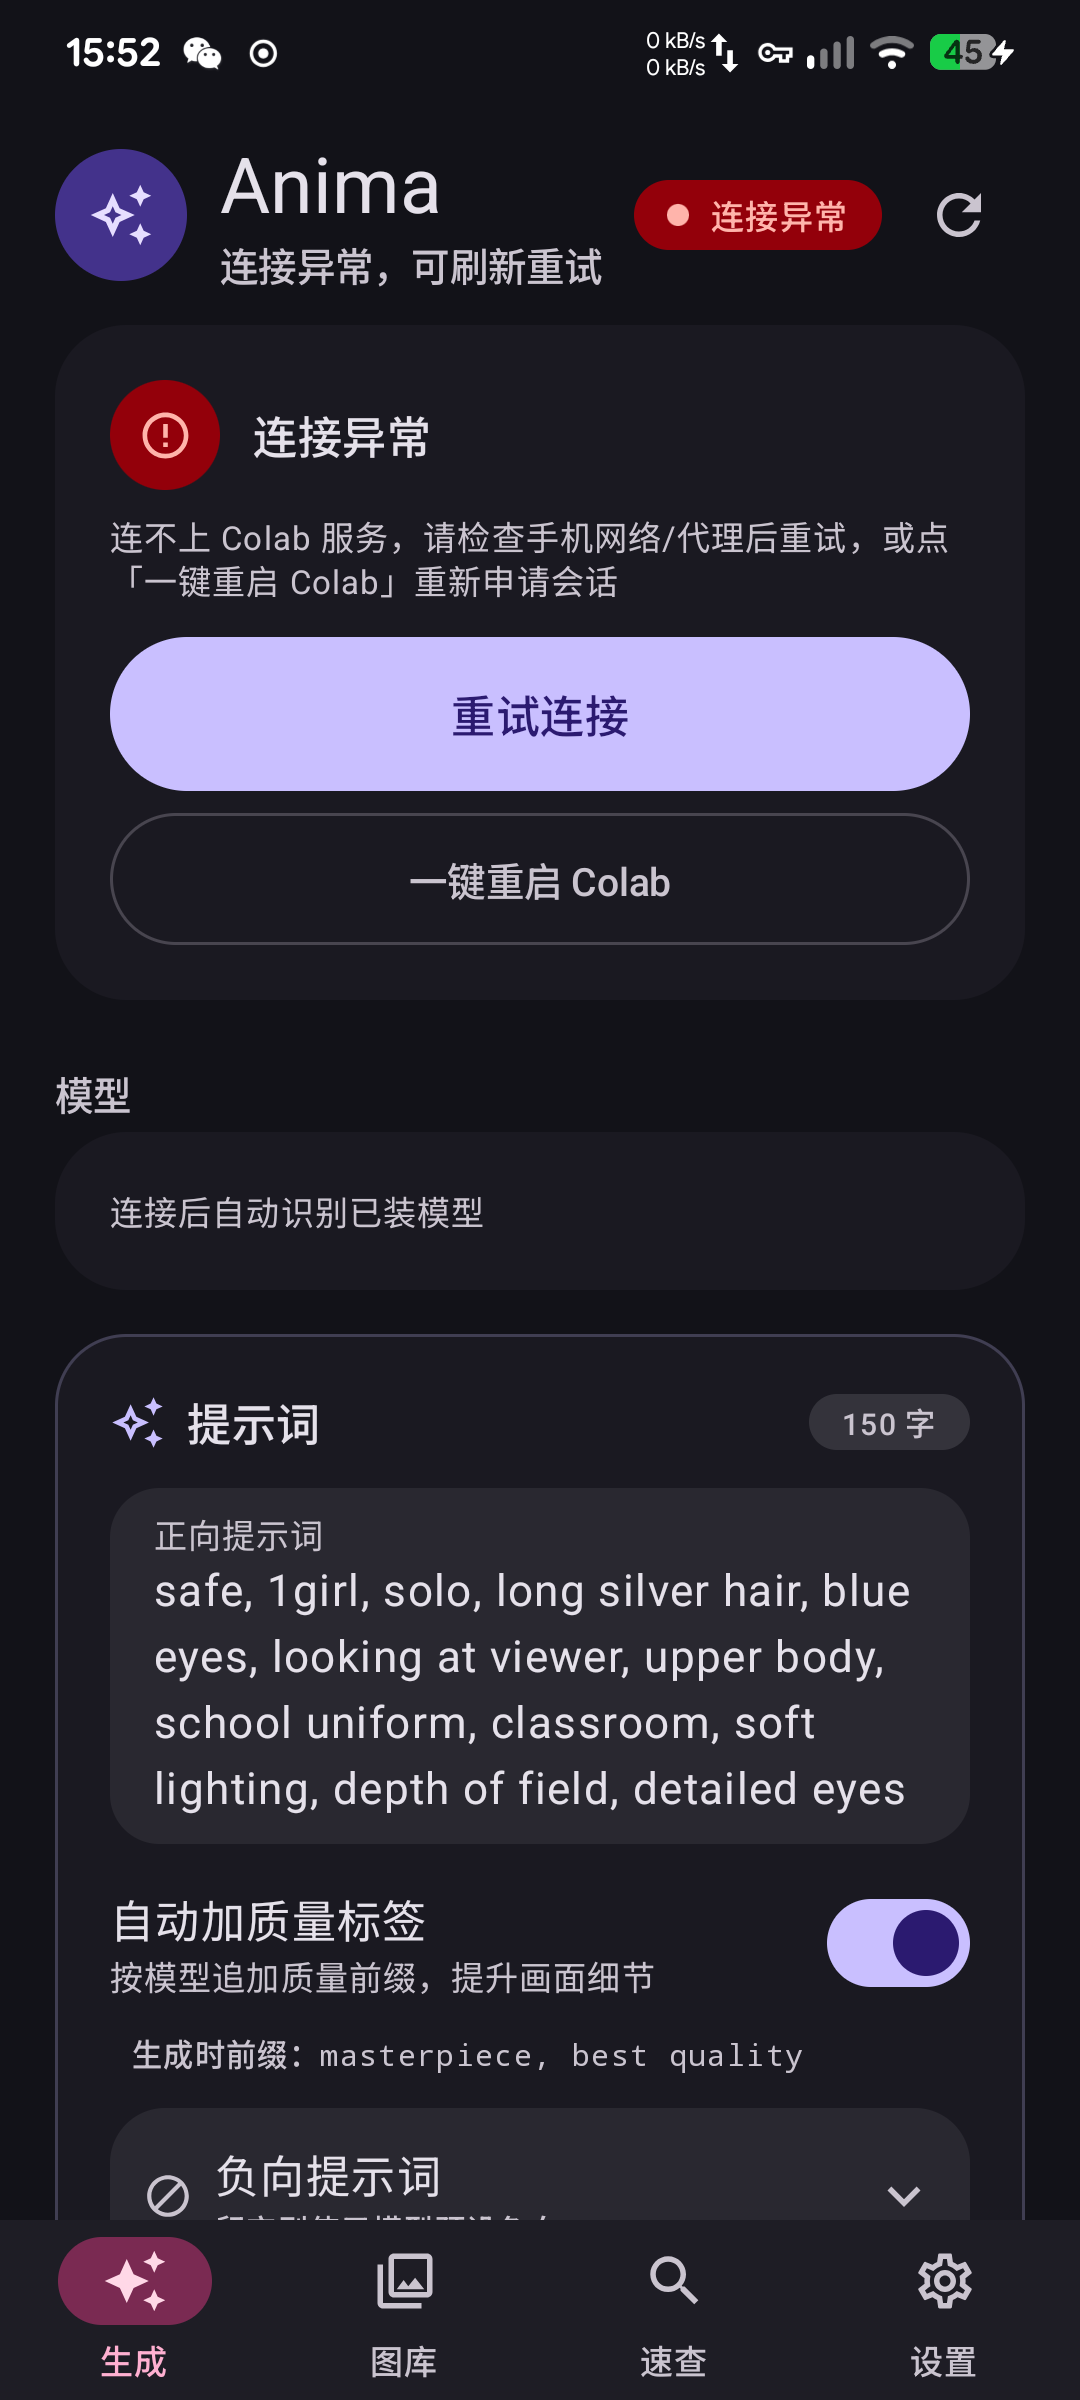 15:52
0 kB/s
0 kB/s
45
Anima
连接异常，可刷新重试
连接异常
连接异常
连不上 Colab 服务，请检查手机网络/代理后重试，或点
「一键重启 Colab」重新申请会话
重试连接
一键重启 Colab
模型
连接后自动识别已装模型
提示词
150 字
正向提示词
safe, 1girl, solo, long silver hair, blue
eyes, looking at viewer, upper body,
school uniform, classroom, soft
lighting, depth of field, detailed eyes
自动加质量标签
按模型追加质量前缀，提升画面细节
生成时前缀：masterpiece, best quality
负向提示词
生成
图库
速查
设置